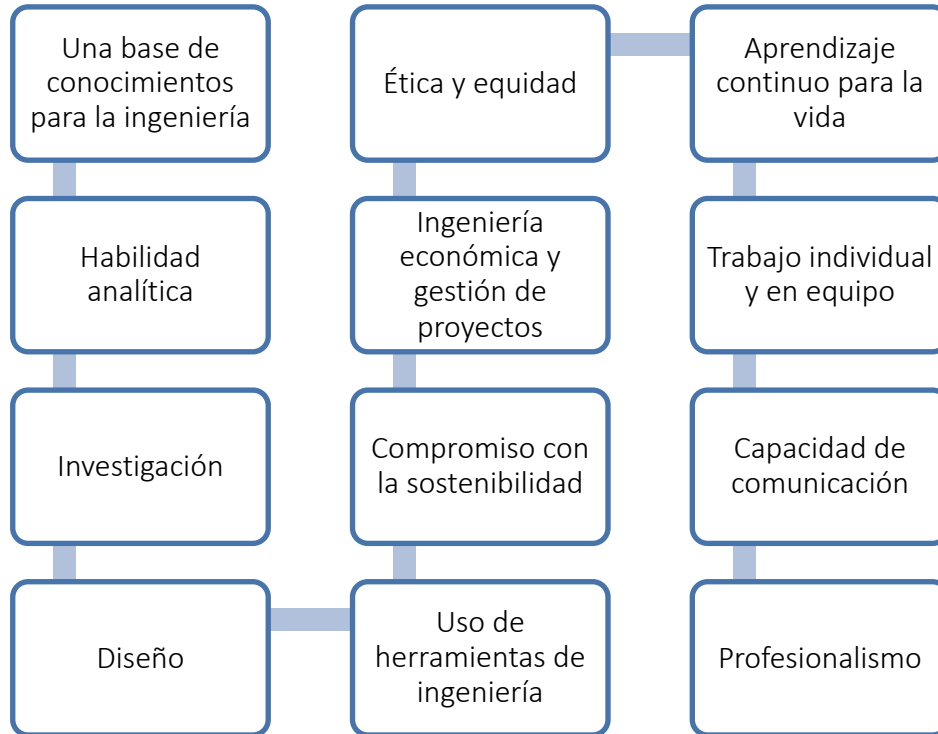 Una base de
conocimientos
para la ingeniería
Habilidad
analítica
Investigación
Diseño
Uso de
herramientas de
ingeniería
Compromiso con
la sostenibilidad
Ingeniería
económica y
gestión de
proyectos
Ética y equidad
Aprendizaje
continuo para la
vida
Trabajo individual
y en equipo
Capacidad de
comunicación
Profesionalismo